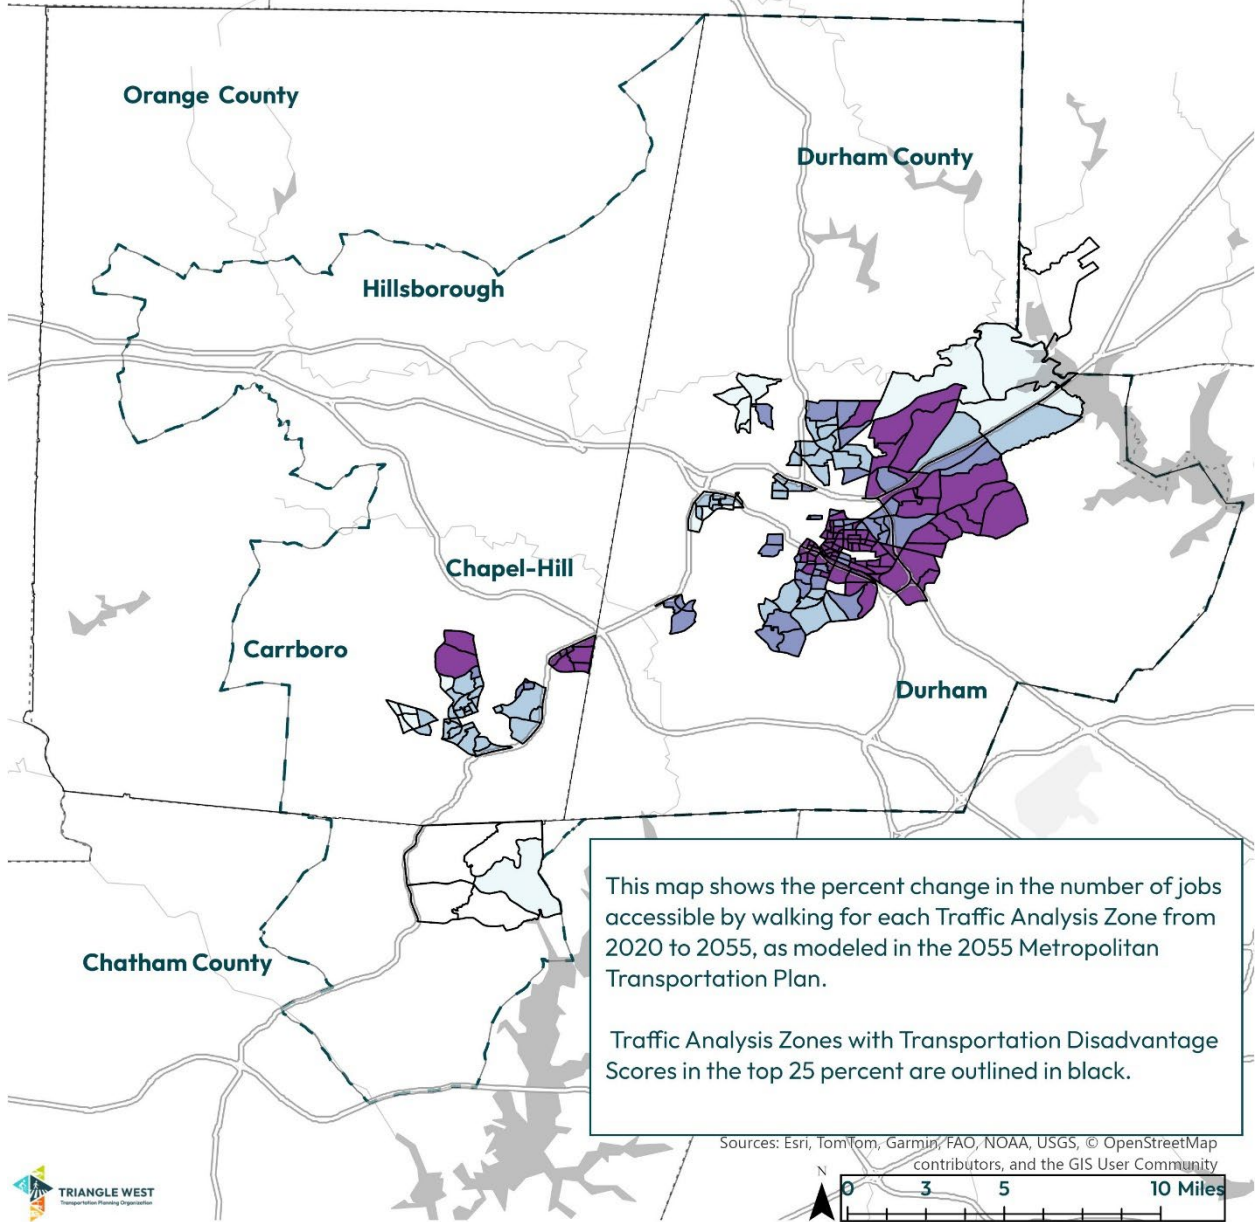 Orange County
Durham County
Hillsborough
Chapel-Hill
Carrboro
Durham
Chatham County
This map shows the percent change in the number of jobs
accessible by walking for each Traffic Analysis Zone from
2020 to 2055, as modeled in the 2055 Metropolitan
Transportation Plan.
Traffic Analysis Zones with Transportation Disadvantage
Scores in the top 25 percent are outlined in black.
Sources: Esri, TomTom, Garmin, FAO, NOAA, USGS, © OpenStreetMap
contributors, and the GIS User Community
N
0 3 5 10 Miles
TRIANGLE WEST
Transportation Planning Organization